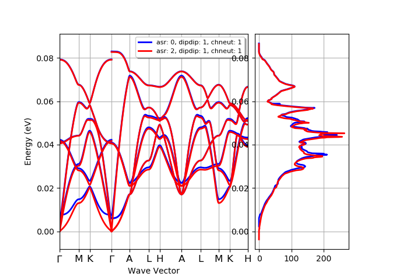 asr: 0, dipdip: 1, chneut: 1
asr: 2, dipdip: 1, chneut: 1
0.08
0.06
0.04
0.02
0.00
Energy (eV)
Γ M K Γ A L H A L M K H
Wave Vector
0.08
0.06
0.04
0.02
0.00
0 100 200